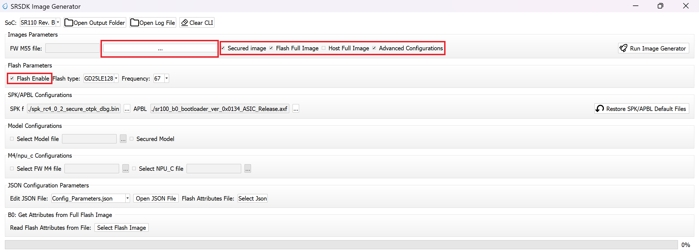 SRSDK Image Generator
SoC: SR110 Rev. B Open Output Folder Open Log File Clear CLI
Images Parameters
FW M55 file: ... Secured image Flash Full Image Host Full Image Advanced Configurations Run Image Generator
Flash Parameters
Flash Enable Flash type: GD25LE128 Frequency: 67
SPK/APBL Configurations
SPK f ./spk_rc4_0_2_secure_otpk_dbg.bin ... APBL ./sr100_b0_bootloader_ver_0x0134_ASIC_Release.axf ... Restore SPK/APBL Default Files
Model Configurations
Select Model file ... Secured Model
M4/npu_c Configurations
Select FW M4 file ... Select NPU_C file ...
JSON Configuration Parameters
Edit JSON File: Config_Parameters.json Open JSON File Flash Attributes File: Select Json
B0: Get Attributes from Full Flash Image
Read Flash Attributes from File: Select Flash Image
0%